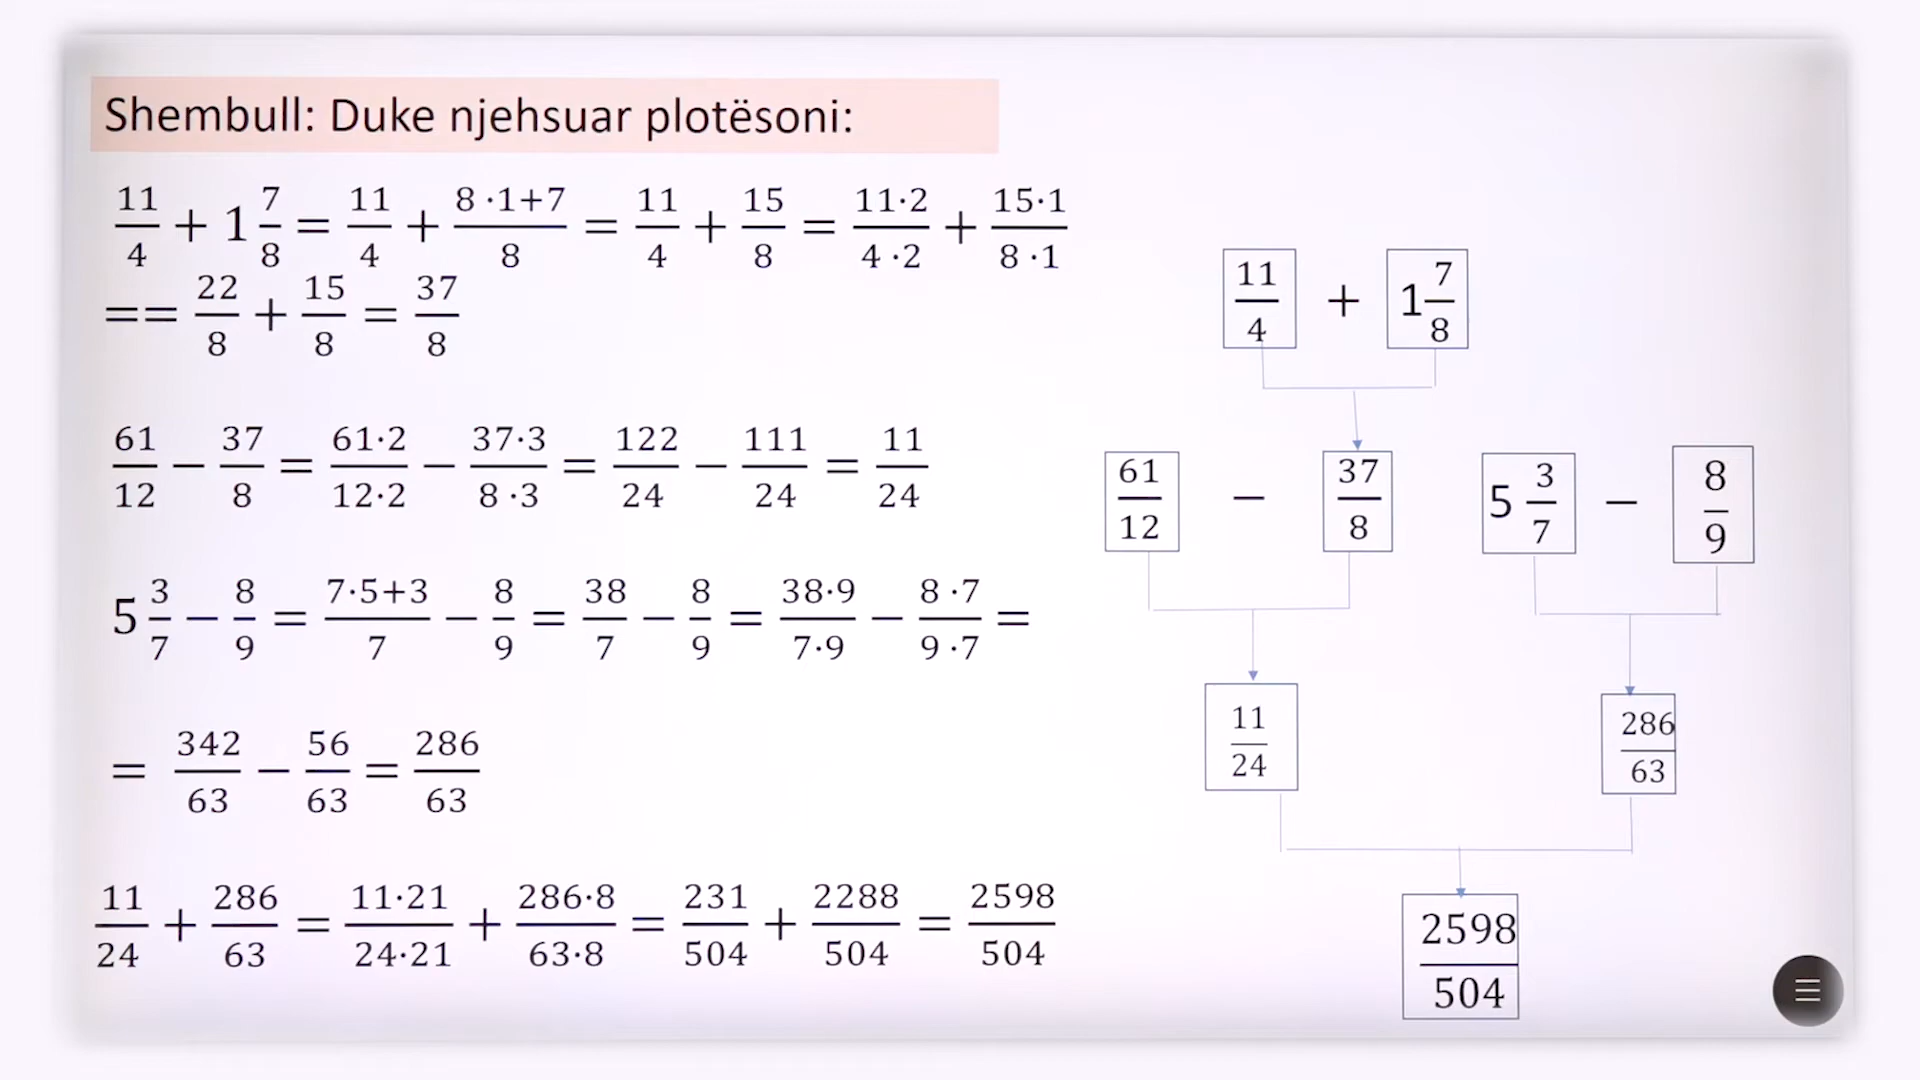 Shembull: Duke njehsuar plotësoni:
11/4 + 1 7/8 = 11/4 + (8 ·1+7)/8 = 11/4 + 15/8 = (11·2)/(4 ·2) + (15·1)/(8 ·1)
== 22/8 + 15/8 = 37/8
61/12 − 37/8 = (61·2)/(12·2) − (37·3)/(8 ·3) = 122/24 − 111/24 = 11/24
5 3/7 − 8/9 = (7·5+3)/7 − 8/9 = 38/7 − 8/9 = (38·9)/(7·9) − (8 ·7)/(9 ·7) =
= 342/63 − 56/63 = 286/63
11/24 + 286/63 = (11·21)/(24·21) + (286·8)/(63·8) = 231/504 + 2288/504 = 2598/504
11/4 + 1 7/8
61/12 − 37/8
5 3/7 − 8/9
11/24
286/63
2598/504